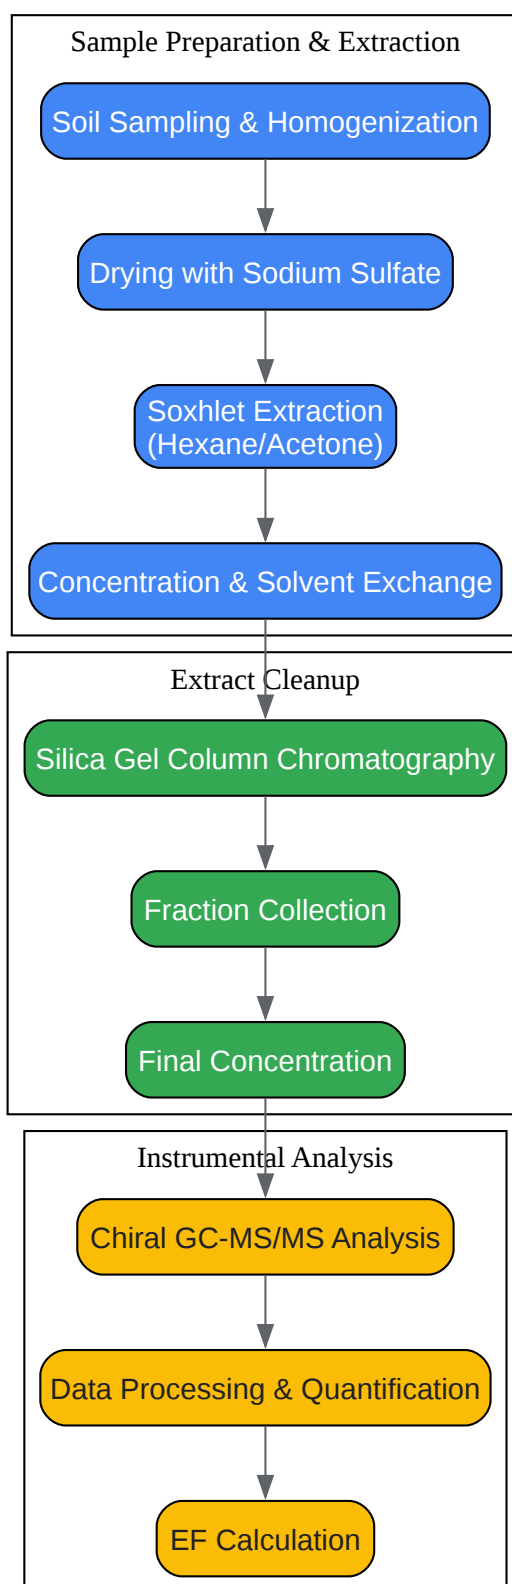 Sample Preparation & Extraction
Soil Sampling & Homogenization
Drying with Sodium Sulfate
Soxhlet Extraction
(Hexane/Acetone)
Concentration & Solvent Exchange
Extract Cleanup
Silica Gel Column Chromatography
Fraction Collection
Final Concentration
Instrumental Analysis
Chiral GC-MS/MS Analysis
Data Processing & Quantification
EF Calculation